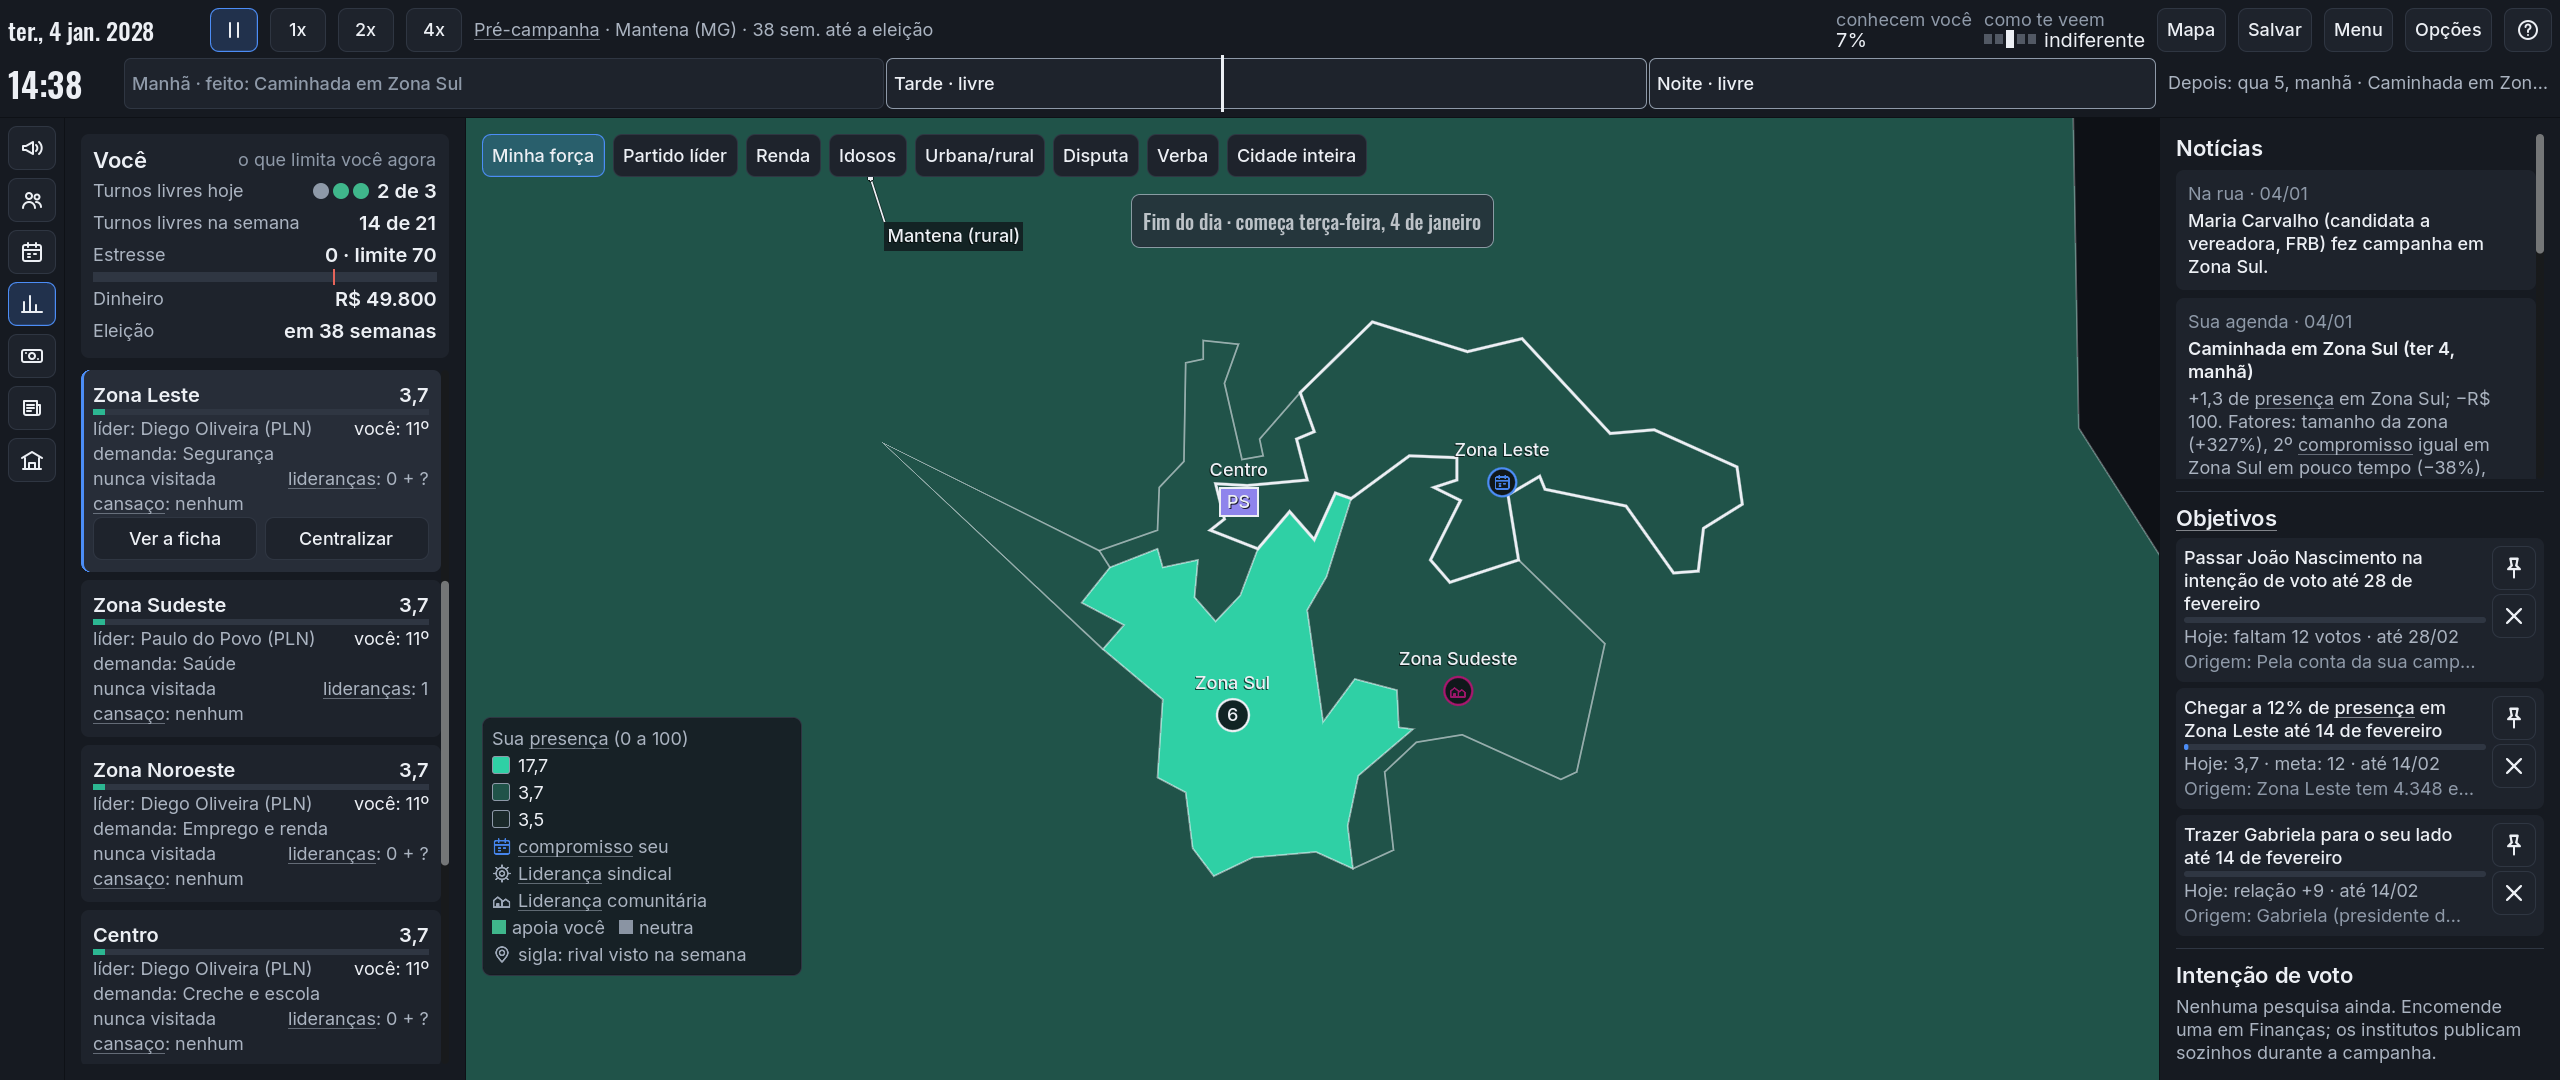 ter., 4 jan. 2028
1x
2x
4x
Pré-campanha · Mantena (MG) · 38 sem. até a eleição
conhecem você
7%
como te veem
indiferente
Mapa
Salvar
Menu
Opções
14:38
Manhã · feito: Caminhada em Zona Sul
Tarde · livre
Noite · livre
Depois: qua 5, manhã · Caminhada em Zon...
Você
o que limita você agora
Turnos livres hoje
2 de 3
Turnos livres na semana
14 de 21
Estresse
0 · limite 70
Dinheiro
R$ 49.800
Eleição
em 38 semanas
Zona Leste
3,7
líder: Diego Oliveira (PLN)
você: 11º
demanda: Segurança
nunca visitada
lideranças: 0 + ?
cansaço: nenhum
Ver a ficha
Centralizar
Zona Sudeste
3,7
líder: Paulo do Povo (PLN)
você: 11º
demanda: Saúde
nunca visitada
lideranças: 1
cansaço: nenhum
Zona Noroeste
3,7
líder: Diego Oliveira (PLN)
você: 11º
demanda: Emprego e renda
nunca visitada
lideranças: 0 + ?
cansaço: nenhum
Centro
3,7
líder: Diego Oliveira (PLN)
você: 11º
demanda: Creche e escola
nunca visitada
lideranças: 0 + ?
cansaço: nenhum
Minha força
Partido líder
Renda
Idosos
Urbana/rural
Disputa
Verba
Cidade inteira
Mantena (rural)
Fim do dia · começa terça-feira, 4 de janeiro
Zona Leste
Centro
PS
Zona Sudeste
Zona Sul
6
Sua presença (0 a 100)
17,7
3,7
3,5
compromisso seu
Liderança sindical
Liderança comunitária
apoia você
neutra
sigla: rival visto na semana
Notícias
Na rua · 04/01
Maria Carvalho (candidata a
vereadora, FRB) fez campanha em
Zona Sul.
Sua agenda · 04/01
Caminhada em Zona Sul (ter 4,
manhã)
+1,3 de presença em Zona Sul; −R$
100. Fatores: tamanho da zona
(+327%), 2º compromisso igual em
Zona Sul em pouco tempo (−38%),
Objetivos
Passar João Nascimento na
intenção de voto até 28 de
fevereiro
Hoje: faltam 12 votos · até 28/02
Origem: Pela conta da sua camp...
Chegar a 12% de presença em
Zona Leste até 14 de fevereiro
Hoje: 3,7 · meta: 12 · até 14/02
Origem: Zona Leste tem 4.348 e...
Trazer Gabriela para o seu lado
até 14 de fevereiro
Hoje: relação +9 · até 14/02
Origem: Gabriela (presidente d...
Intenção de voto
Nenhuma pesquisa ainda. Encomende
uma em Finanças; os institutos publicam
sozinhos durante a campanha.